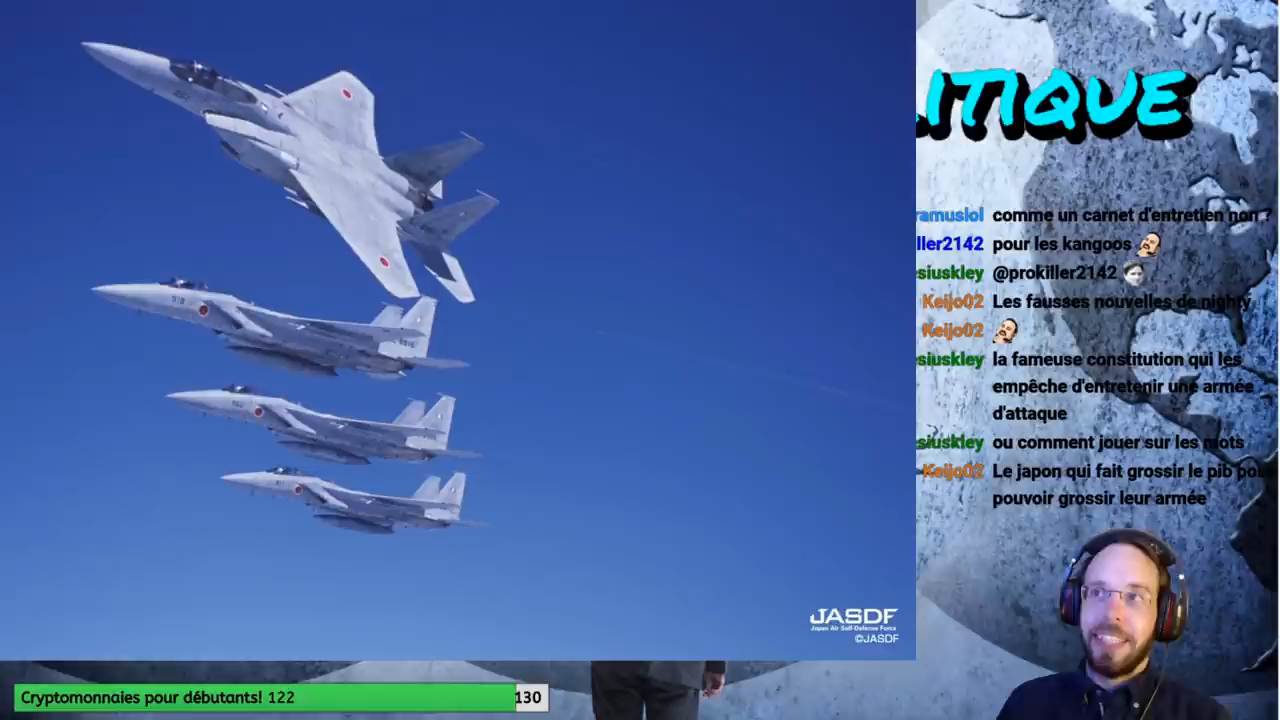 ITIQUE
ramuslol comme un carnet d'entretien non ?
ller2142 pour les kangoos
siuskley @prokiller2142
Keijo02 Les fausses nouvelles de nighty
Keijo02
siuskley la fameuse constitution qui les
empêche d'entretenir une armée
d'attaque
siuskley ou comment jouer sur les mots
Keijo02 Le japon qui fait grossir le pib
pouvoir grossir leur armée
JASDF
Japan Air Self-Defense Force
©JASDF
Cryptomonnaies pour débutants! 122 130